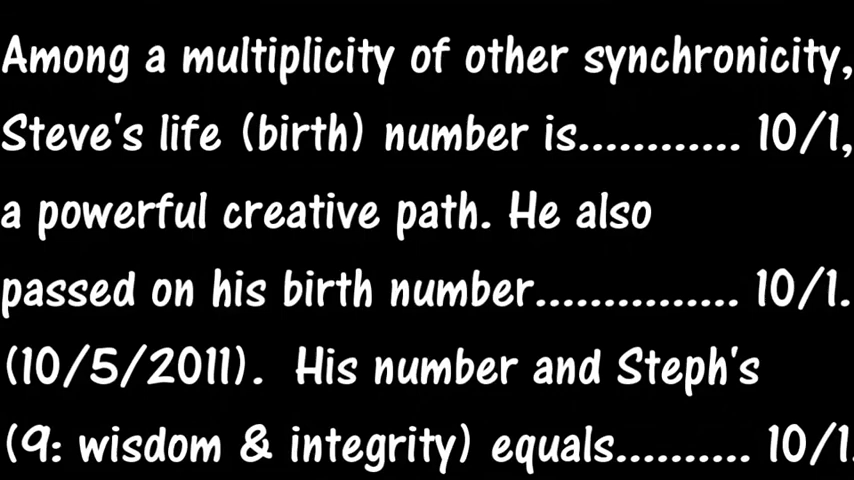 Among a multiplicity of other synchronicity,
Steve's life (birth) number is............ 10/1,
a powerful creative path. He also
passed on his birth number............... 10/1.
(10/5/2011).  His number and Steph's
(9: wisdom & integrity) equals.......... 10/1.